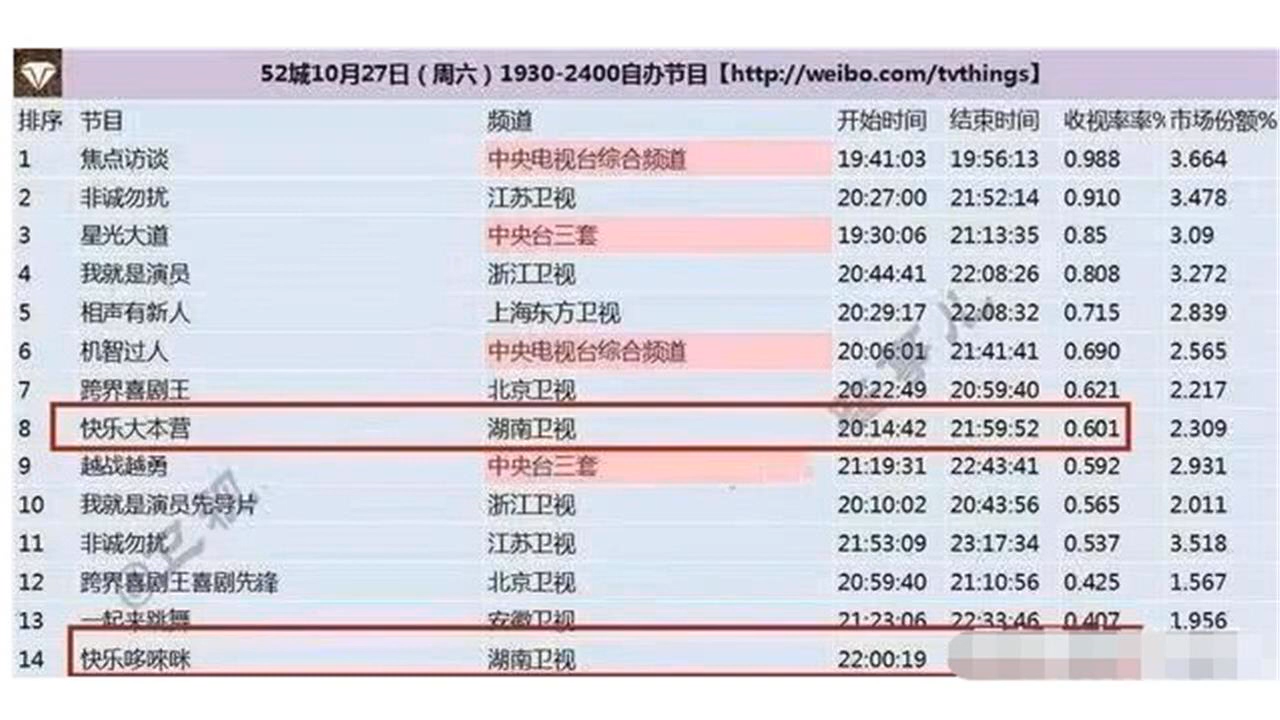 52城10月27日（周六）1930-2400自办节目【http://weibo.com/tvthings】
排序 节目 频道 开始时间 结束时间 收视率率% 市场份额%
1 焦点访谈 中央电视台综合频道 19:41:03 19:56:13 0.988 3.664
2 非诚勿扰 江苏卫视 20:27:00 21:52:14 0.910 3.478
3 星光大道 中央台三套 19:30:06 21:13:35 0.85 3.09
4 我就是演员 浙江卫视 20:44:41 22:08:26 0.808 3.272
5 相声有新人 上海东方卫视 20:29:17 22:08:32 0.715 2.839
6 机智过人 中央电视台综合频道 20:06:01 21:41:41 0.690 2.565
7 跨界喜剧王 北京卫视 20:22:49 20:59:40 0.621 2.217
8 快乐大本营 湖南卫视 20:14:42 21:59:52 0.601 2.309
9 越战越勇 中央台三套 21:19:31 22:43:41 0.592 2.931
10 我就是演员先导片 浙江卫视 20:10:02 20:43:56 0.565 2.011
11 非诚勿扰 江苏卫视 21:53:09 23:17:34 0.537 3.518
12 跨界喜剧王喜剧先锋 北京卫视 20:59:40 21:10:56 0.425 1.567
13 一起来跳舞 安徽卫视 21:23:06 22:33:46 0.407 1.956
14 快乐哆唻咪 湖南卫视 22:00:19
@卫视